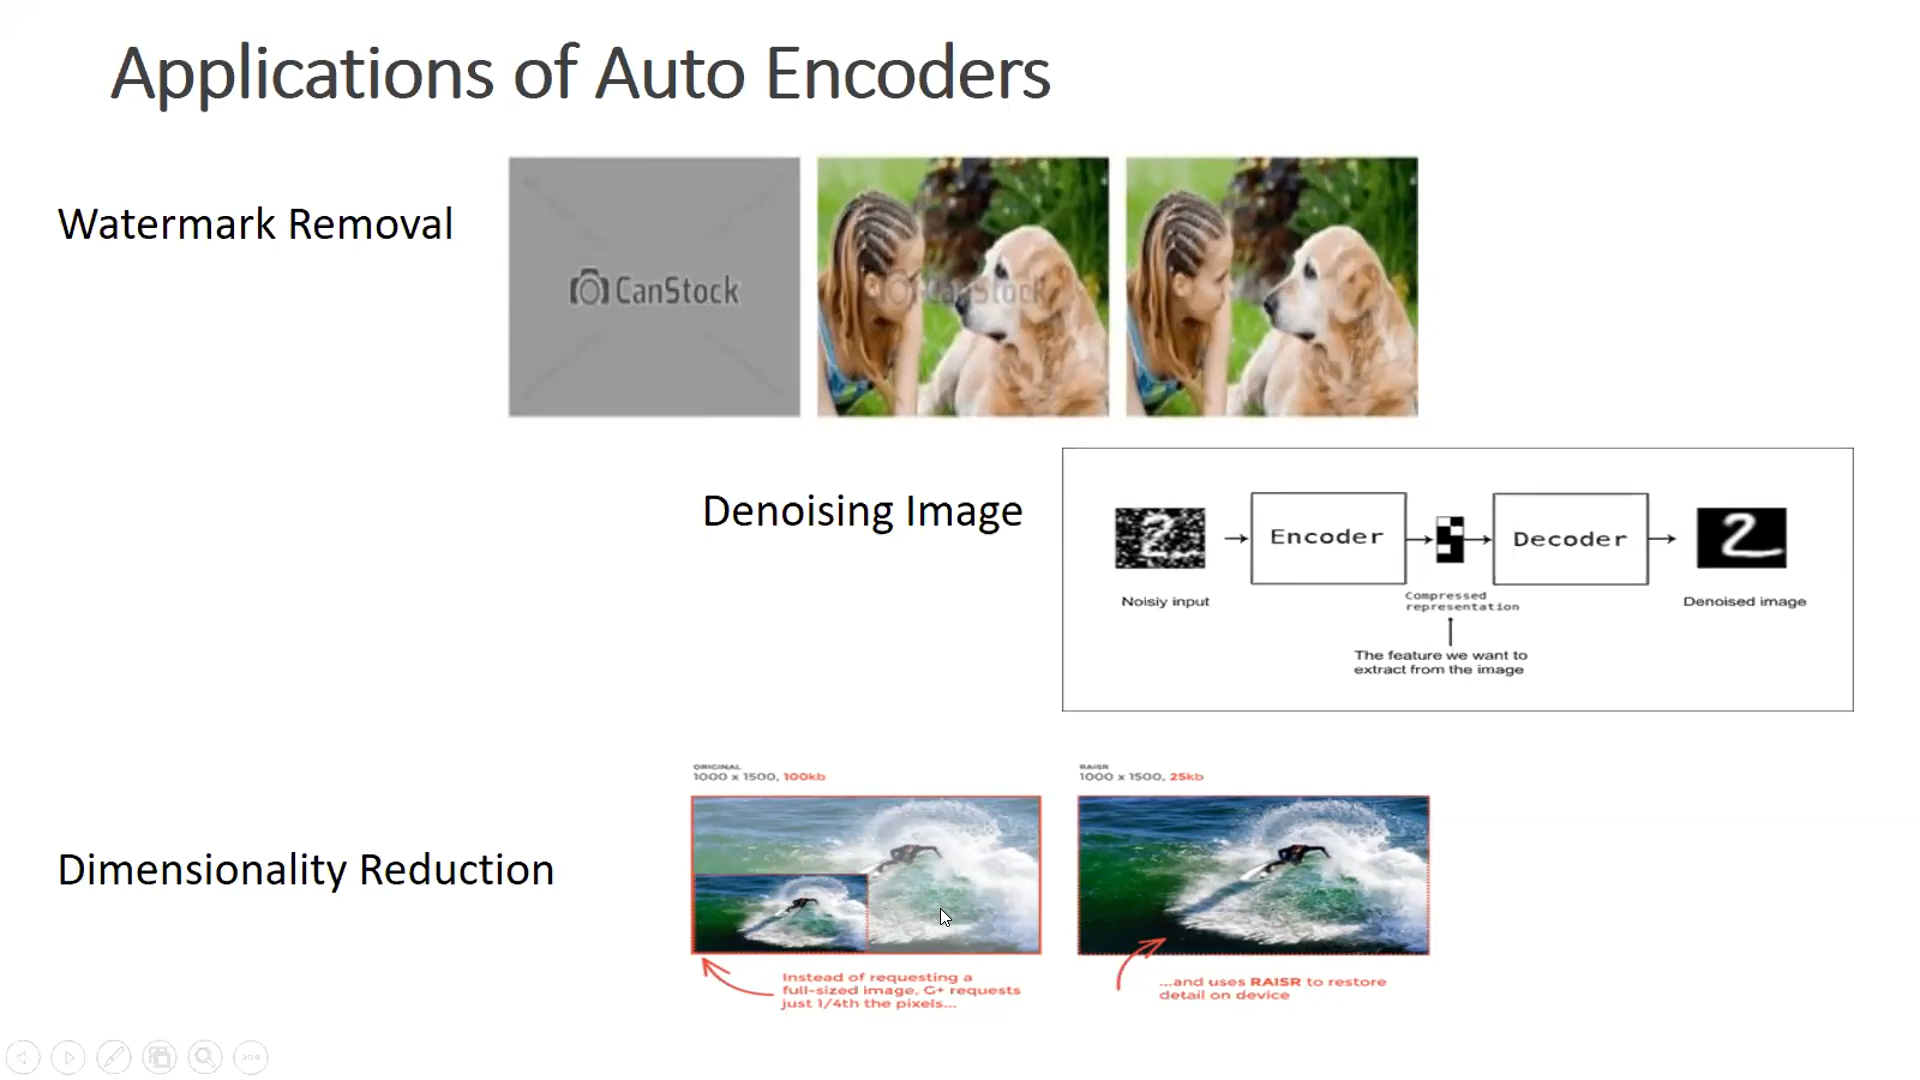 Applications of Auto Encoders
Watermark Removal
CanStock
CanStock
Denoising Image
Encoder
Decoder
Noisiy input
Compressed
representation
Denoised image
The feature we want to
extract from the image
Dimensionality Reduction
ORIGINAL
1000 x 1500, 100kb
RAISR
1000 x 1500, 25kb
Instead of requesting a
full-sized image, G+ requests
just 1/4th the pixels...
...and uses RAISR to restore
detail on device